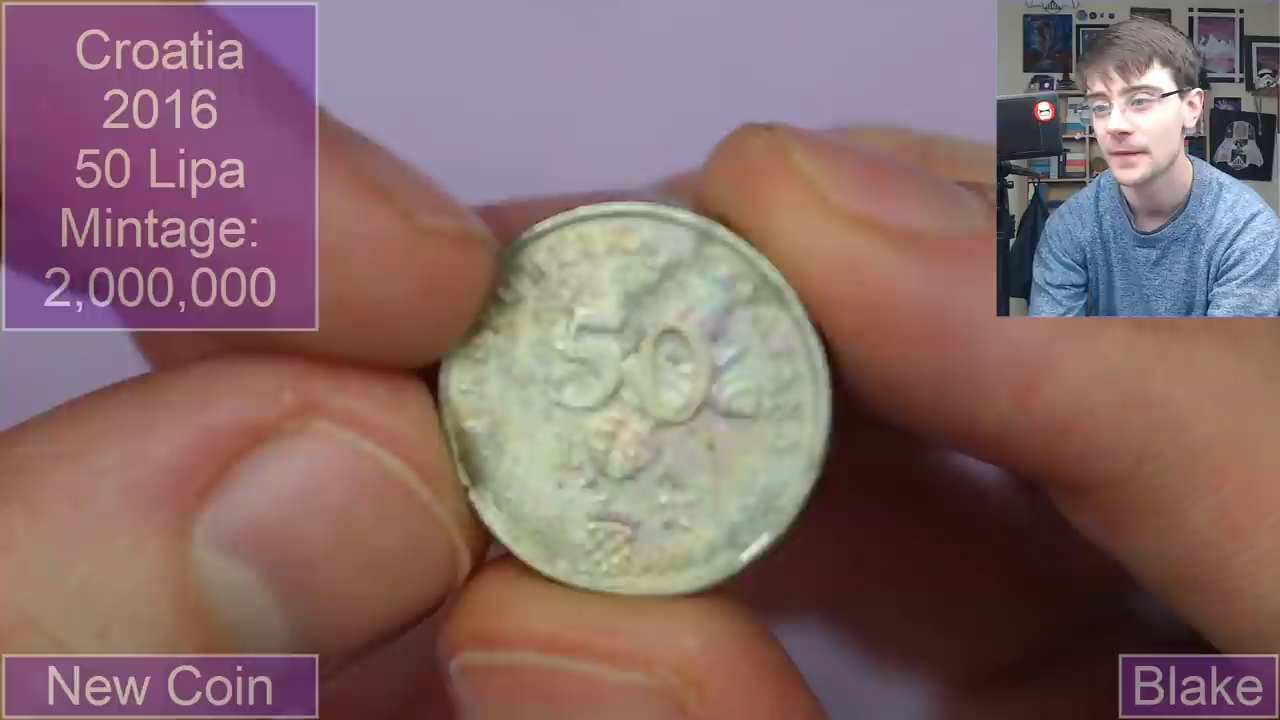 Croatia
2016
50 Lipa
Mintage:
2,000,000
50
New Coin
Blake